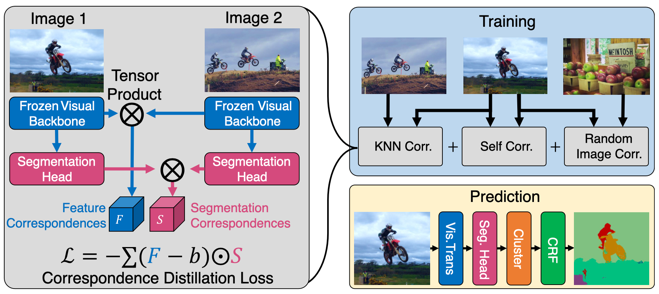 Image 1
Image 2
Tensor
Product
Frozen Visual
Backbone
Frozen Visual
Backbone
Segmentation
Head
Segmentation
Head
Feature
Correspondences
F
S
Segmentation
Correspondences
ℒ = −∑(F − b)⊙S
Correspondence Distillation Loss
Training
MCINTOSH
KNN Corr.
+
Self Corr.
+
Random
Image Corr.
Prediction
Vis.Trans
Seg. Head
Cluster
CRF